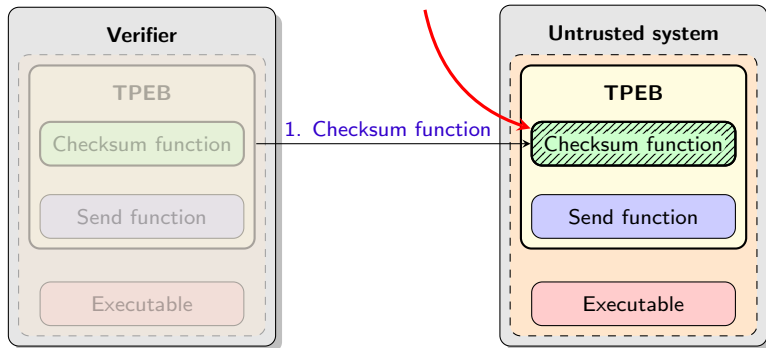 Verifier
TPEB
Checksum function
Send function
Executable
1. Checksum function
Untrusted system
TPEB
Checksum function
Send function
Executable